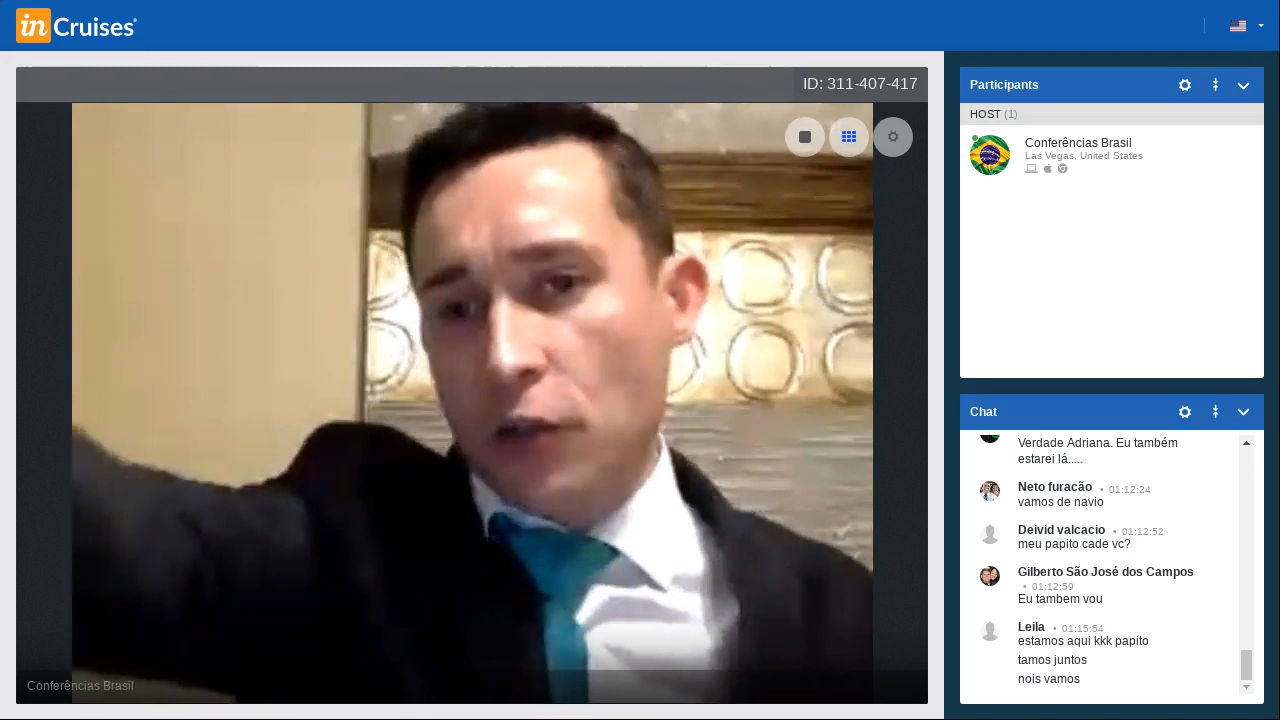 in Cruises®
ID: 311-407-417
Conferências Brasil
Participants
HOST (1)
Conferências Brasil
Las Vegas, United States
Chat
Verdade Adriana. Eu também
estarei lá.....
Neto furacão • 01:12:24
vamos de navio
Deivid valcacio • 01:12:52
meu papito cade vc?
Gilberto São José dos Campos
• 01:12:59
Eu tambem vou
Leila • 01:15:54
estamos aqui kkk papito
tamos juntos
nois vamos